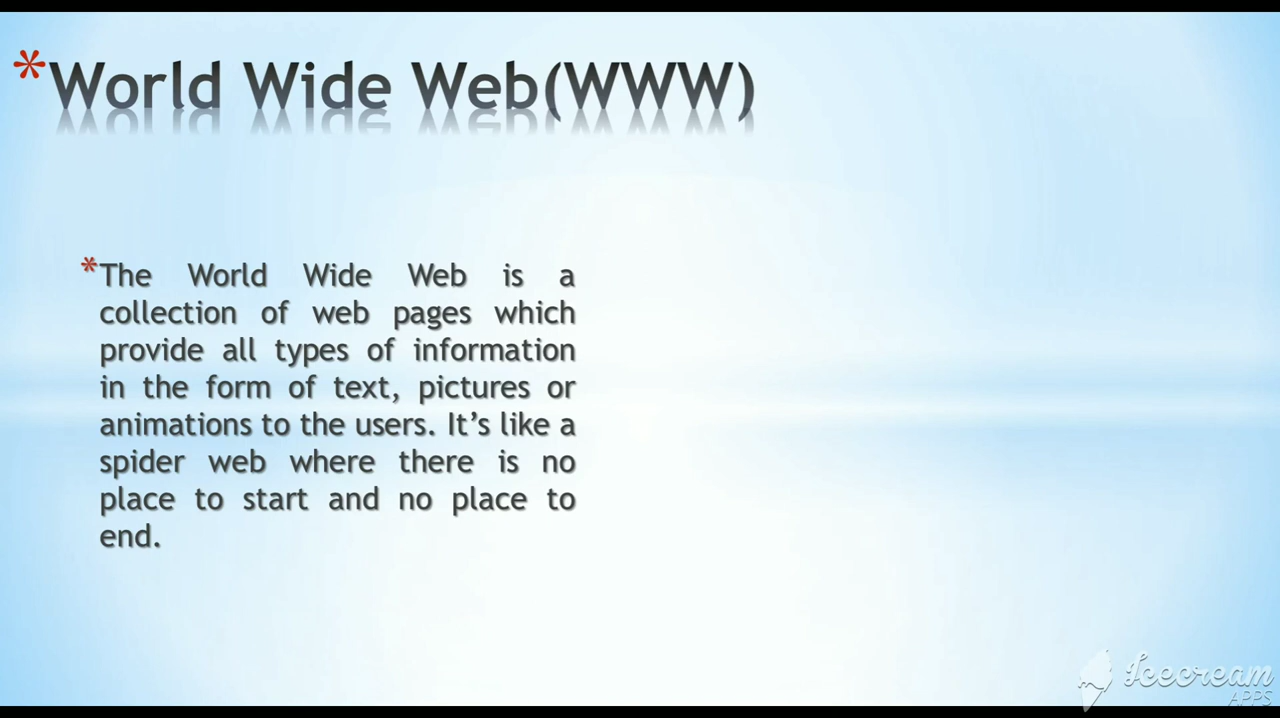 *World Wide Web(WWW)
*The World Wide Web is a
collection of web pages which
provide all types of information
in the form of text, pictures or
animations to the users. It’s like a
spider web where there is no
place to start and no place to
end.
Icecream
APPS